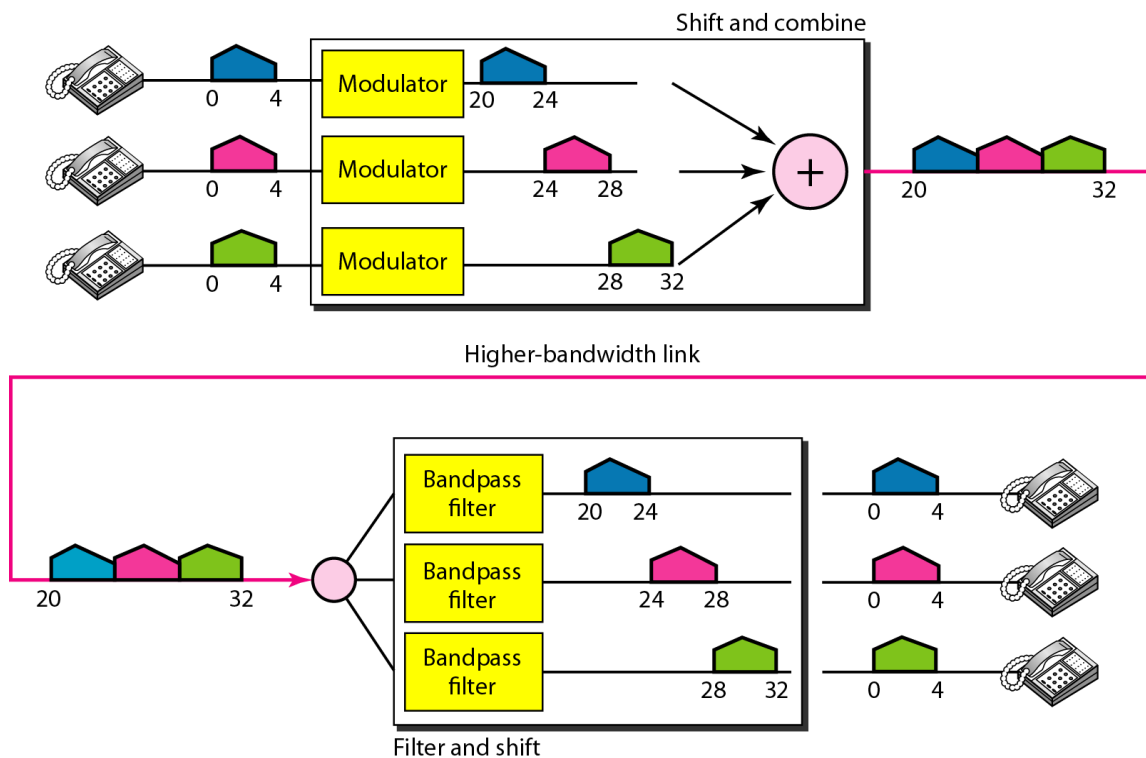 Shift and combine
Modulator
0 4
20 24
Modulator
0 4
24 28
+
20 32
Modulator
0 4
28 32
Higher-bandwidth link
Bandpass
filter
20 24
0 4
Bandpass
filter
20 32
24 28
0 4
Bandpass
filter
28 32
0 4
Filter and shift